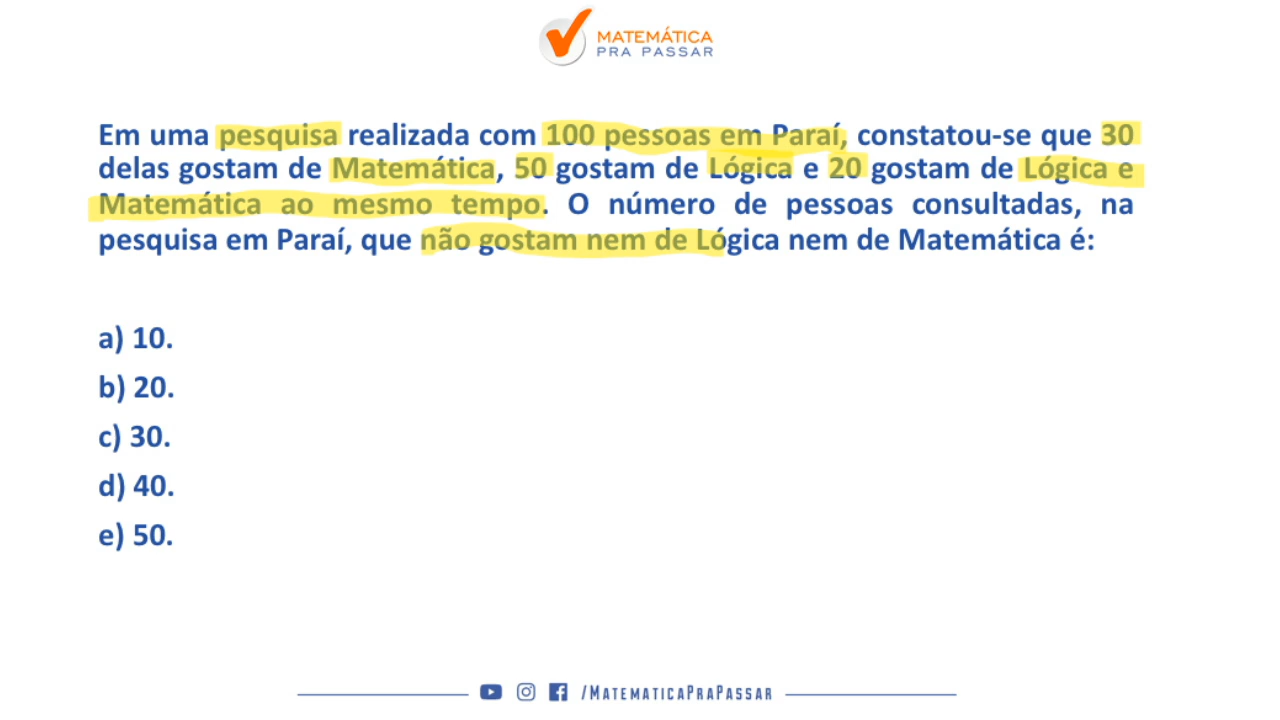 MATEMÁTICA
PRA PASSAR
Em uma pesquisa realizada com 100 pessoas em Paraí, constatou-se que 30
delas gostam de Matemática, 50 gostam de Lógica e 20 gostam de Lógica e
Matemática ao mesmo tempo. O número de pessoas consultadas, na
pesquisa em Paraí, que não gostam nem de Lógica nem de Matemática é:
a) 10.
b) 20.
c) 30.
d) 40.
e) 50.
/MATEMATICAPRAPASSAR